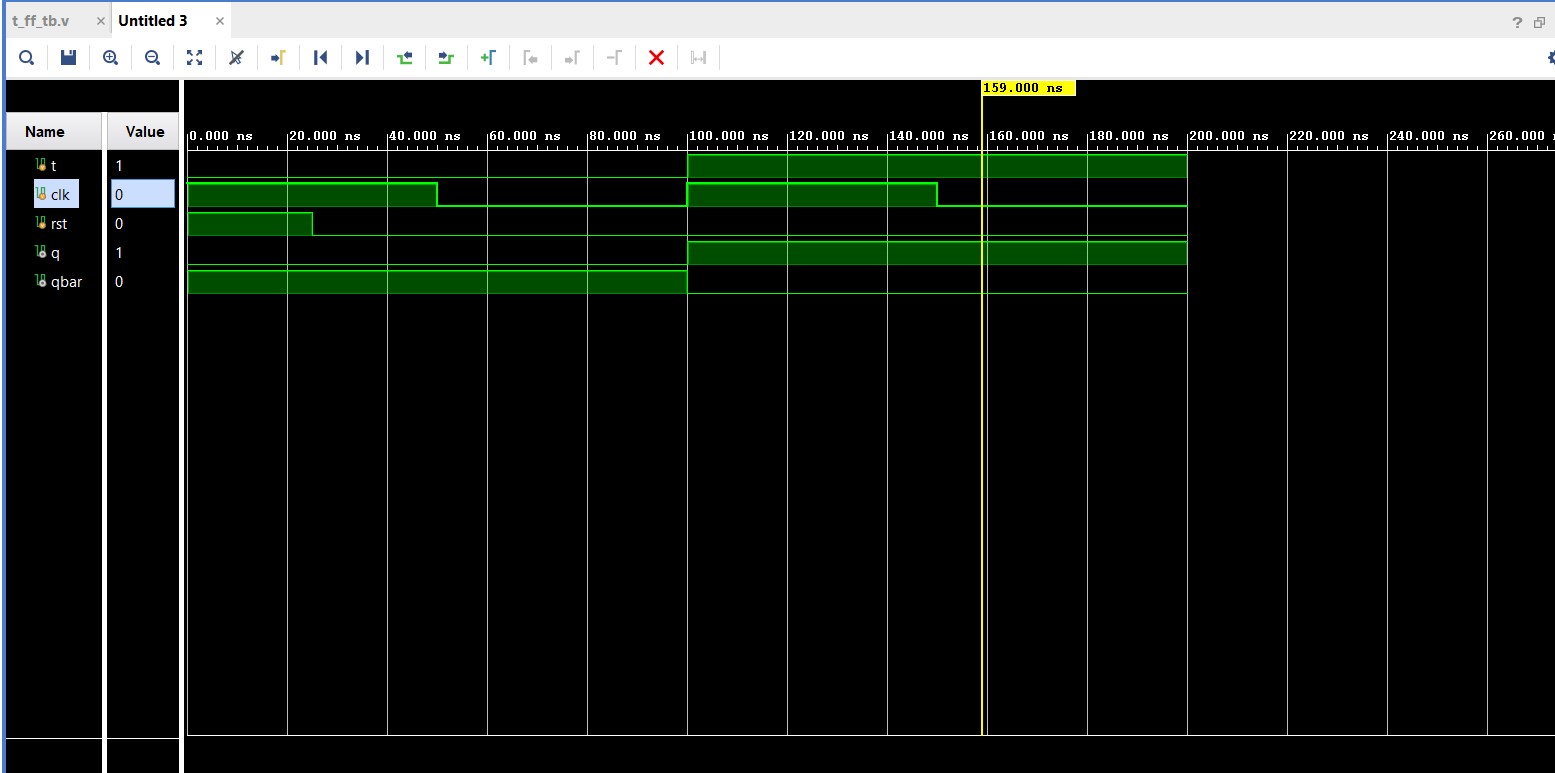 t_ff_tb.v × Untitled 3 × ?
159.000 ns
Name Value
0.000 ns 20.000 ns 40.000 ns 60.000 ns 80.000 ns 100.000 ns 120.000 ns 140.000 ns 160.000 ns 180.000 ns 200.000 ns 220.000 ns 240.000 ns 260.000
t 1
clk 0
rst 0
q 1
qbar 0